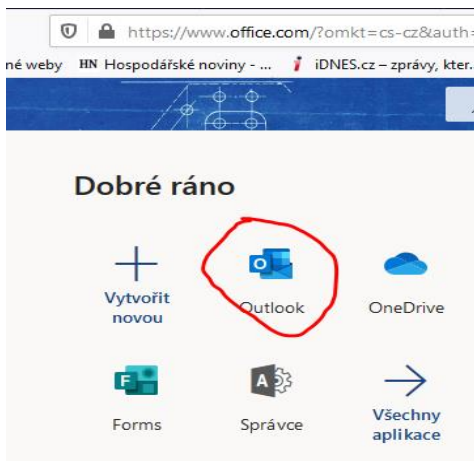 https://www.office.com/?omkt=cs-cz&auth=
né weby HN Hospodářské noviny - ... iDNES.cz – zprávy, kter.
Dobré ráno
Vytvořit
novou
Outlook
OneDrive
Forms
Správce
Všechny
aplikace